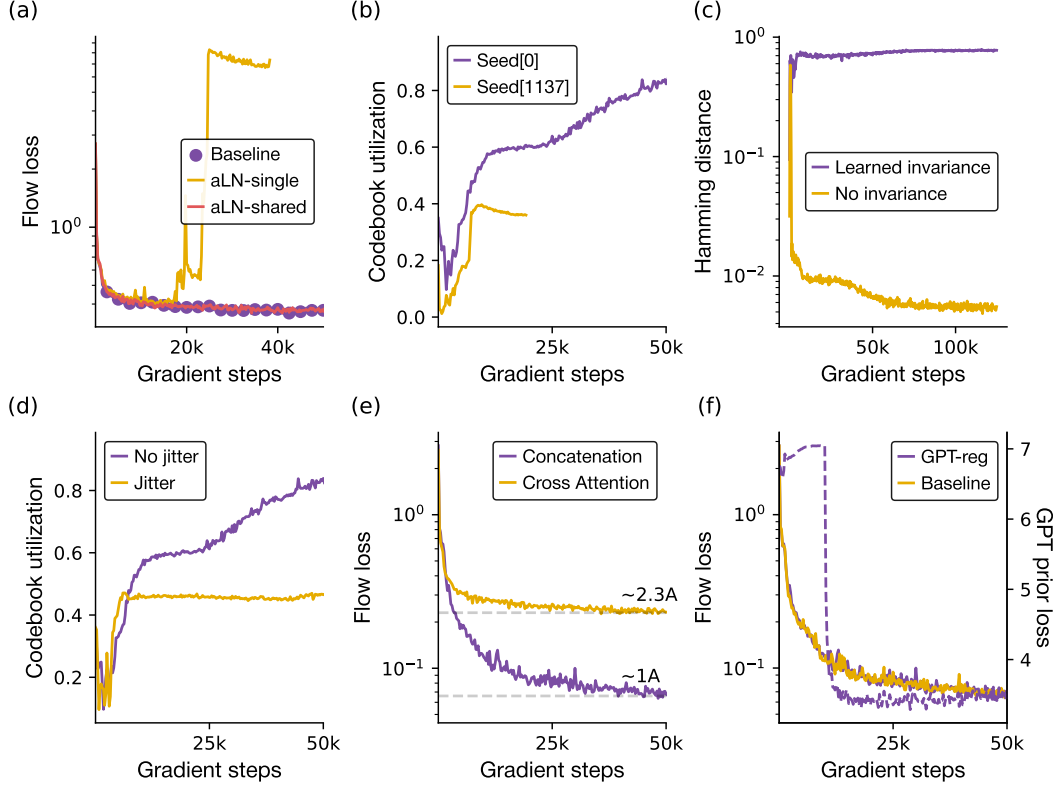 (a)
Flow loss
10⁰
Baseline
aLN-single
aLN-shared
20k
40k
Gradient steps
(b)
Codebook utilization
0.8
0.6
0.4
0.2
0.0
Seed[0]
Seed[1137]
25k
50k
Gradient steps
(c)
Hamming distance
10⁰
10⁻¹
10⁻²
Learned invariance
No invariance
50k
100k
Gradient steps
(d)
Codebook utilization
0.8
0.6
0.4
0.2
No jitter
Jitter
25k
50k
Gradient steps
(e)
Flow loss
10⁰
10⁻¹
Concatenation
Cross Attention
~2.3A
~1A
25k
50k
Gradient steps
(f)
Flow loss
10⁰
10⁻¹
GPT-reg
Baseline
7
6
5
4
GPT prior loss
25k
50k
Gradient steps